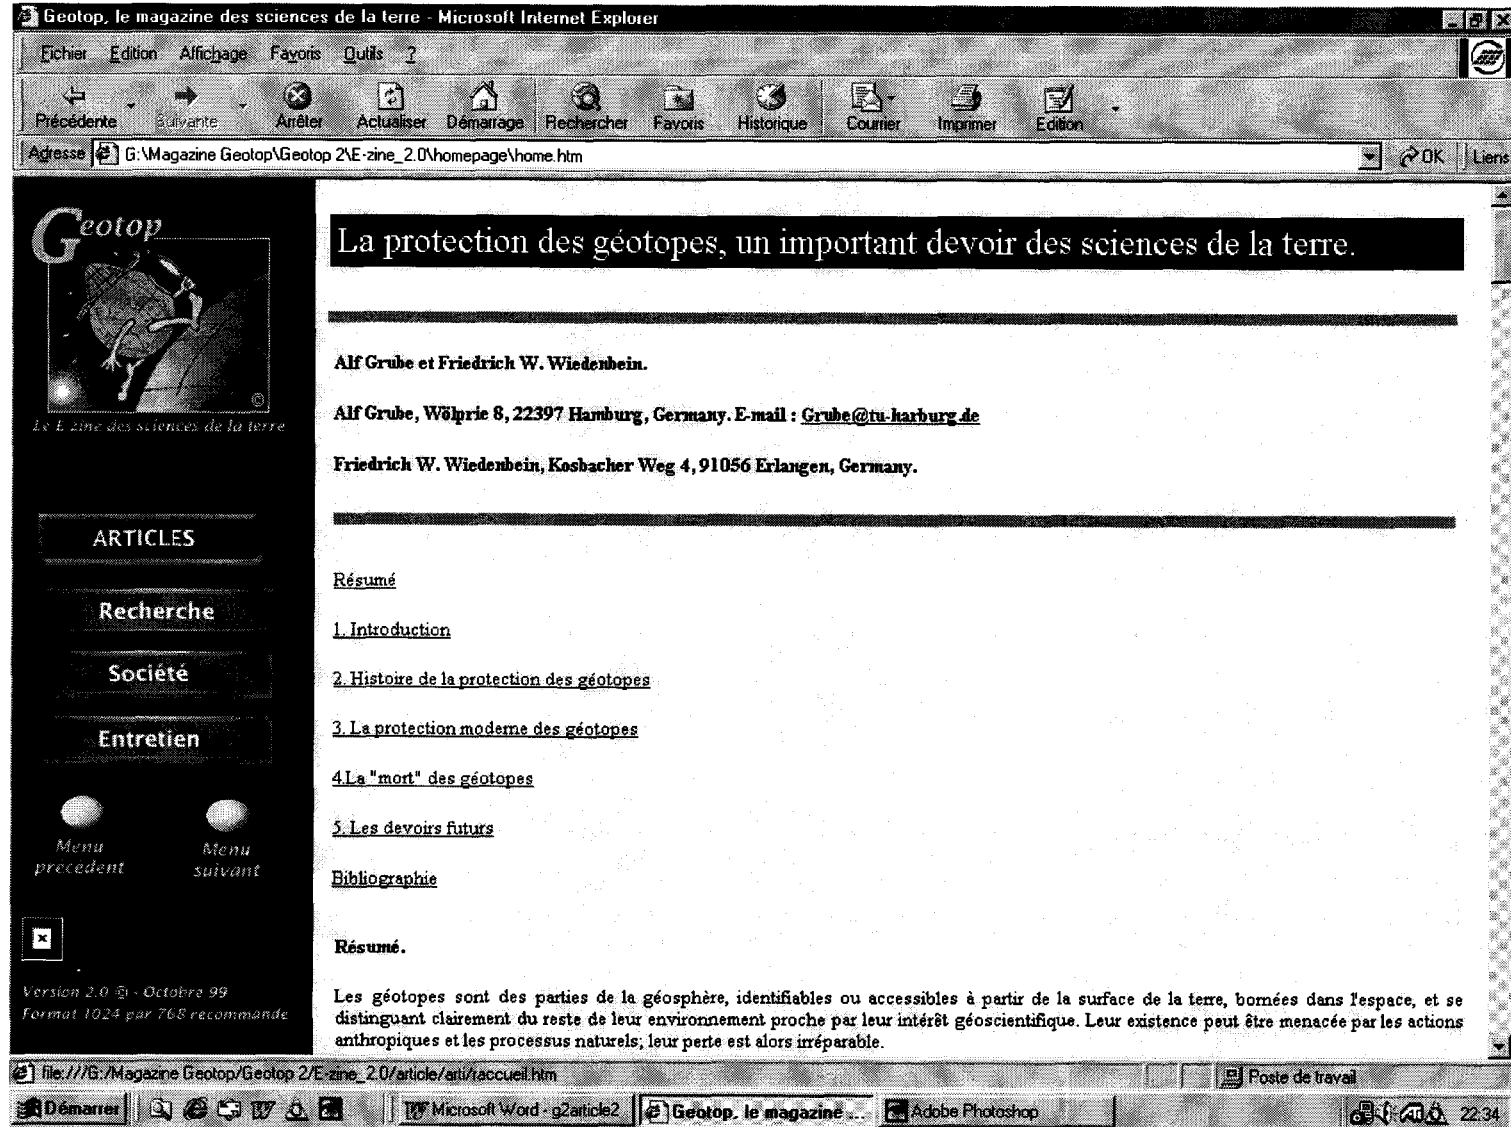 Geotop, le magazine des sciences de la terre - Microsoft Internet Explorer
Fichier Edition Affichage Favoris Outils ?
Précédente Suivante Arrêter Actualiser Démarrage Rechercher Favoris Historique Courrier Imprimer Edition
Adresse G:\Magazine Geotop\Geotop 2\E-zine_2.0\homepage\home.htm OK Liens
Geotop
©
Le E zine des sciences de la terre
ARTICLES
Recherche
Société
Entretien
Menu précédent
Menu suivant
Version 2.0 © - Octobre 99
Format 1024 par 768 recommande
La protection des géotopes, un important devoir des sciences de la terre.
Alf Grube et Friedrich W. Wiedenbein.
Alf Grube, Wölprie 8, 22397 Hamburg, Germany. E-mail : Grube@tu-harburg.de
Friedrich W. Wiedenbein, Kosbacher Weg 4, 91056 Erlangen, Germany.
Résumé
1. Introduction
2. Histoire de la protection des géotopes
3. La protection moderne des géotopes
4.La "mort" des géotopes
5. Les devoirs futurs
Bibliographie
Résumé.
Les géotopes sont des parties de la géosphère, identifiables ou accessibles à partir de la surface de la terre, bornées dans l'espace, et se
distinguant clairement du reste de leur environnement proche par leur intérêt géoscientifique. Leur existence peut être menacée par les actions
anthropiques et les processus naturels; leur perte est alors irréparable.
file:///G:/Magazine Geotop/Geotop 2/E-zine_2.0/article/arti/raccueil.htm Poste de travail
Démarrer Microsoft Word - g2article2 Geotop, le magazine ... Adobe Photoshop 22:34